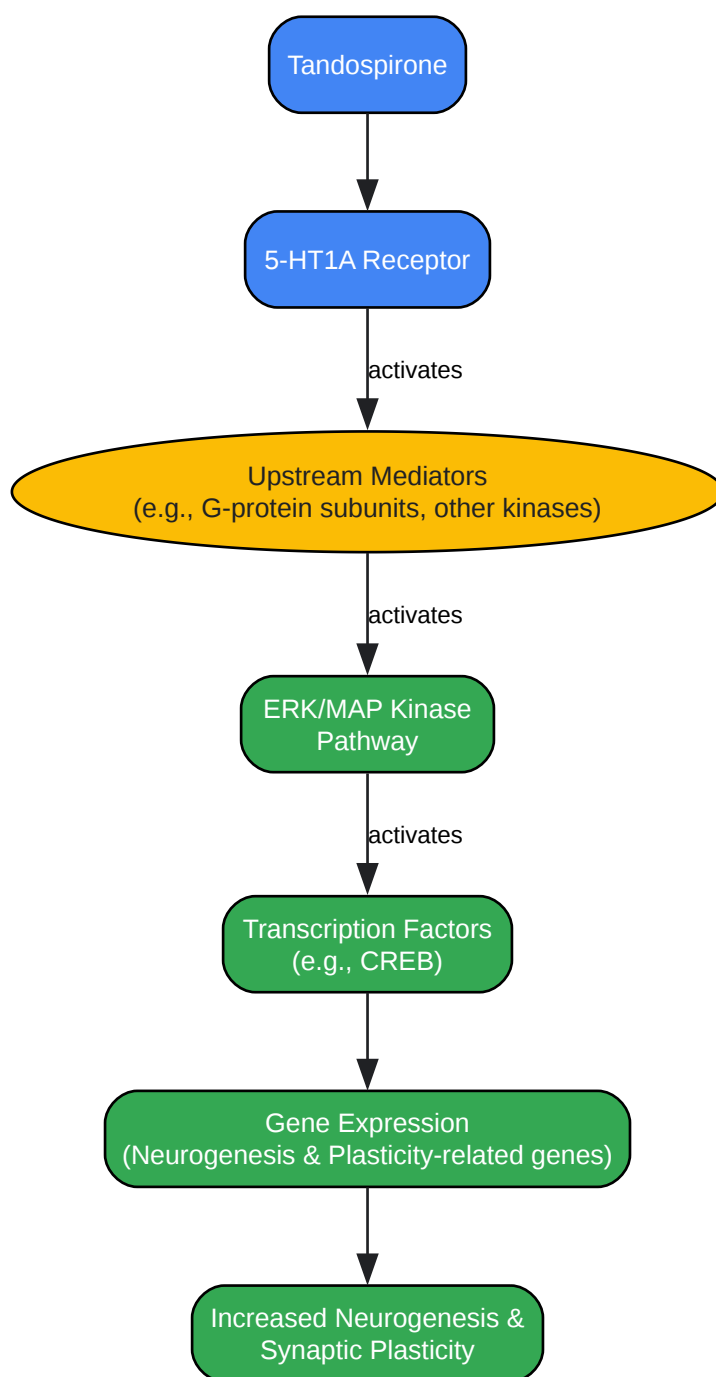 Tandospirone
5-HT1A Receptor
activates
Upstream Mediators
(e.g., G-protein subunits, other kinases)
activates
ERK/MAP Kinase
Pathway
activates
Transcription Factors
(e.g., CREB)
Gene Expression
(Neurogenesis & Plasticity-related genes)
Increased Neurogenesis &
Synaptic Plasticity